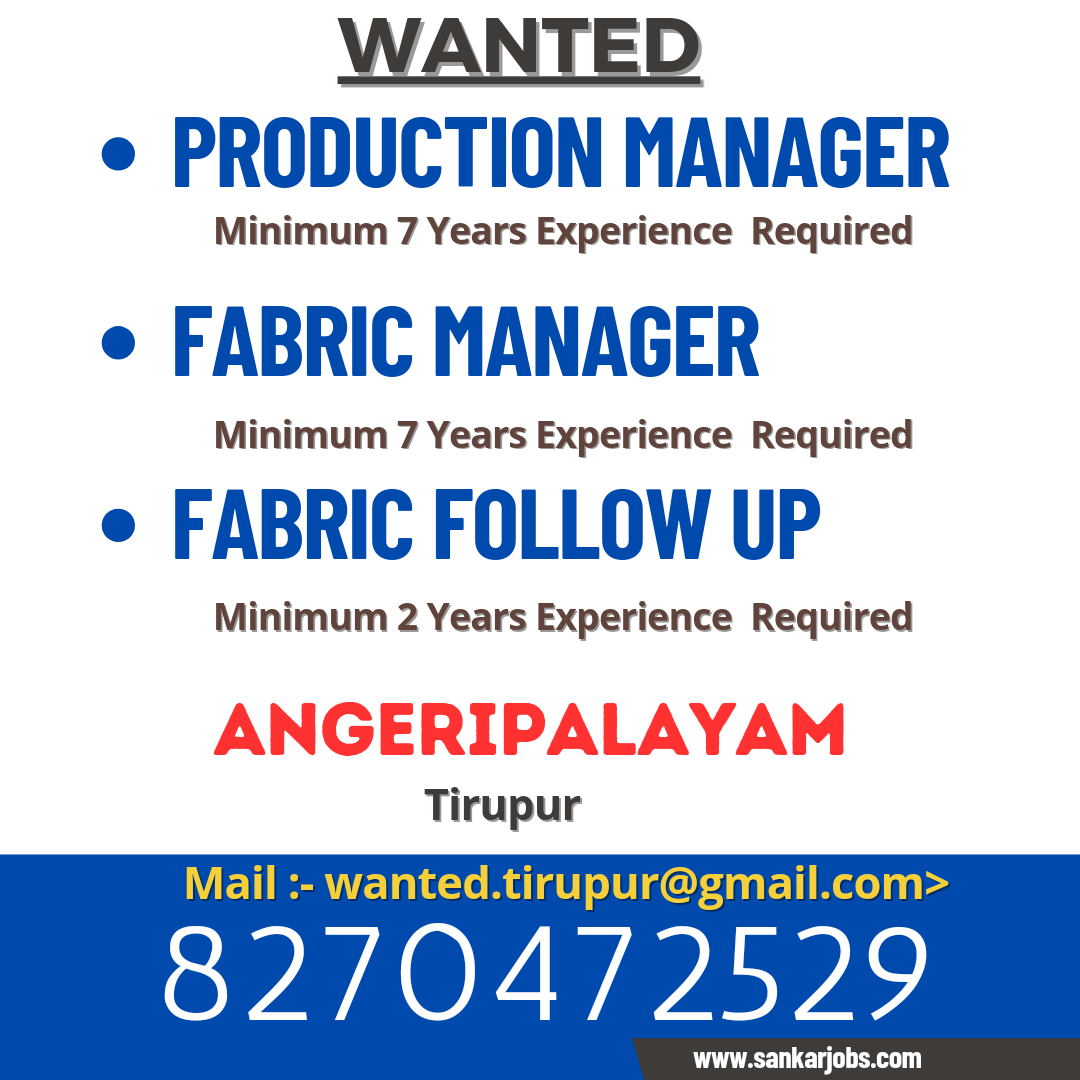 WANTED
• PRODUCTION MANAGER
Minimum 7 Years Experience Required
• FABRIC MANAGER
Minimum 7 Years Experience Required
• FABRIC FOLLOW UP
Minimum 2 Years Experience Required
ANGERIPALAYAM
Tirupur
Mail :- wanted.tirupur@gmail.com>
8270472529
www.sankarjobs.com